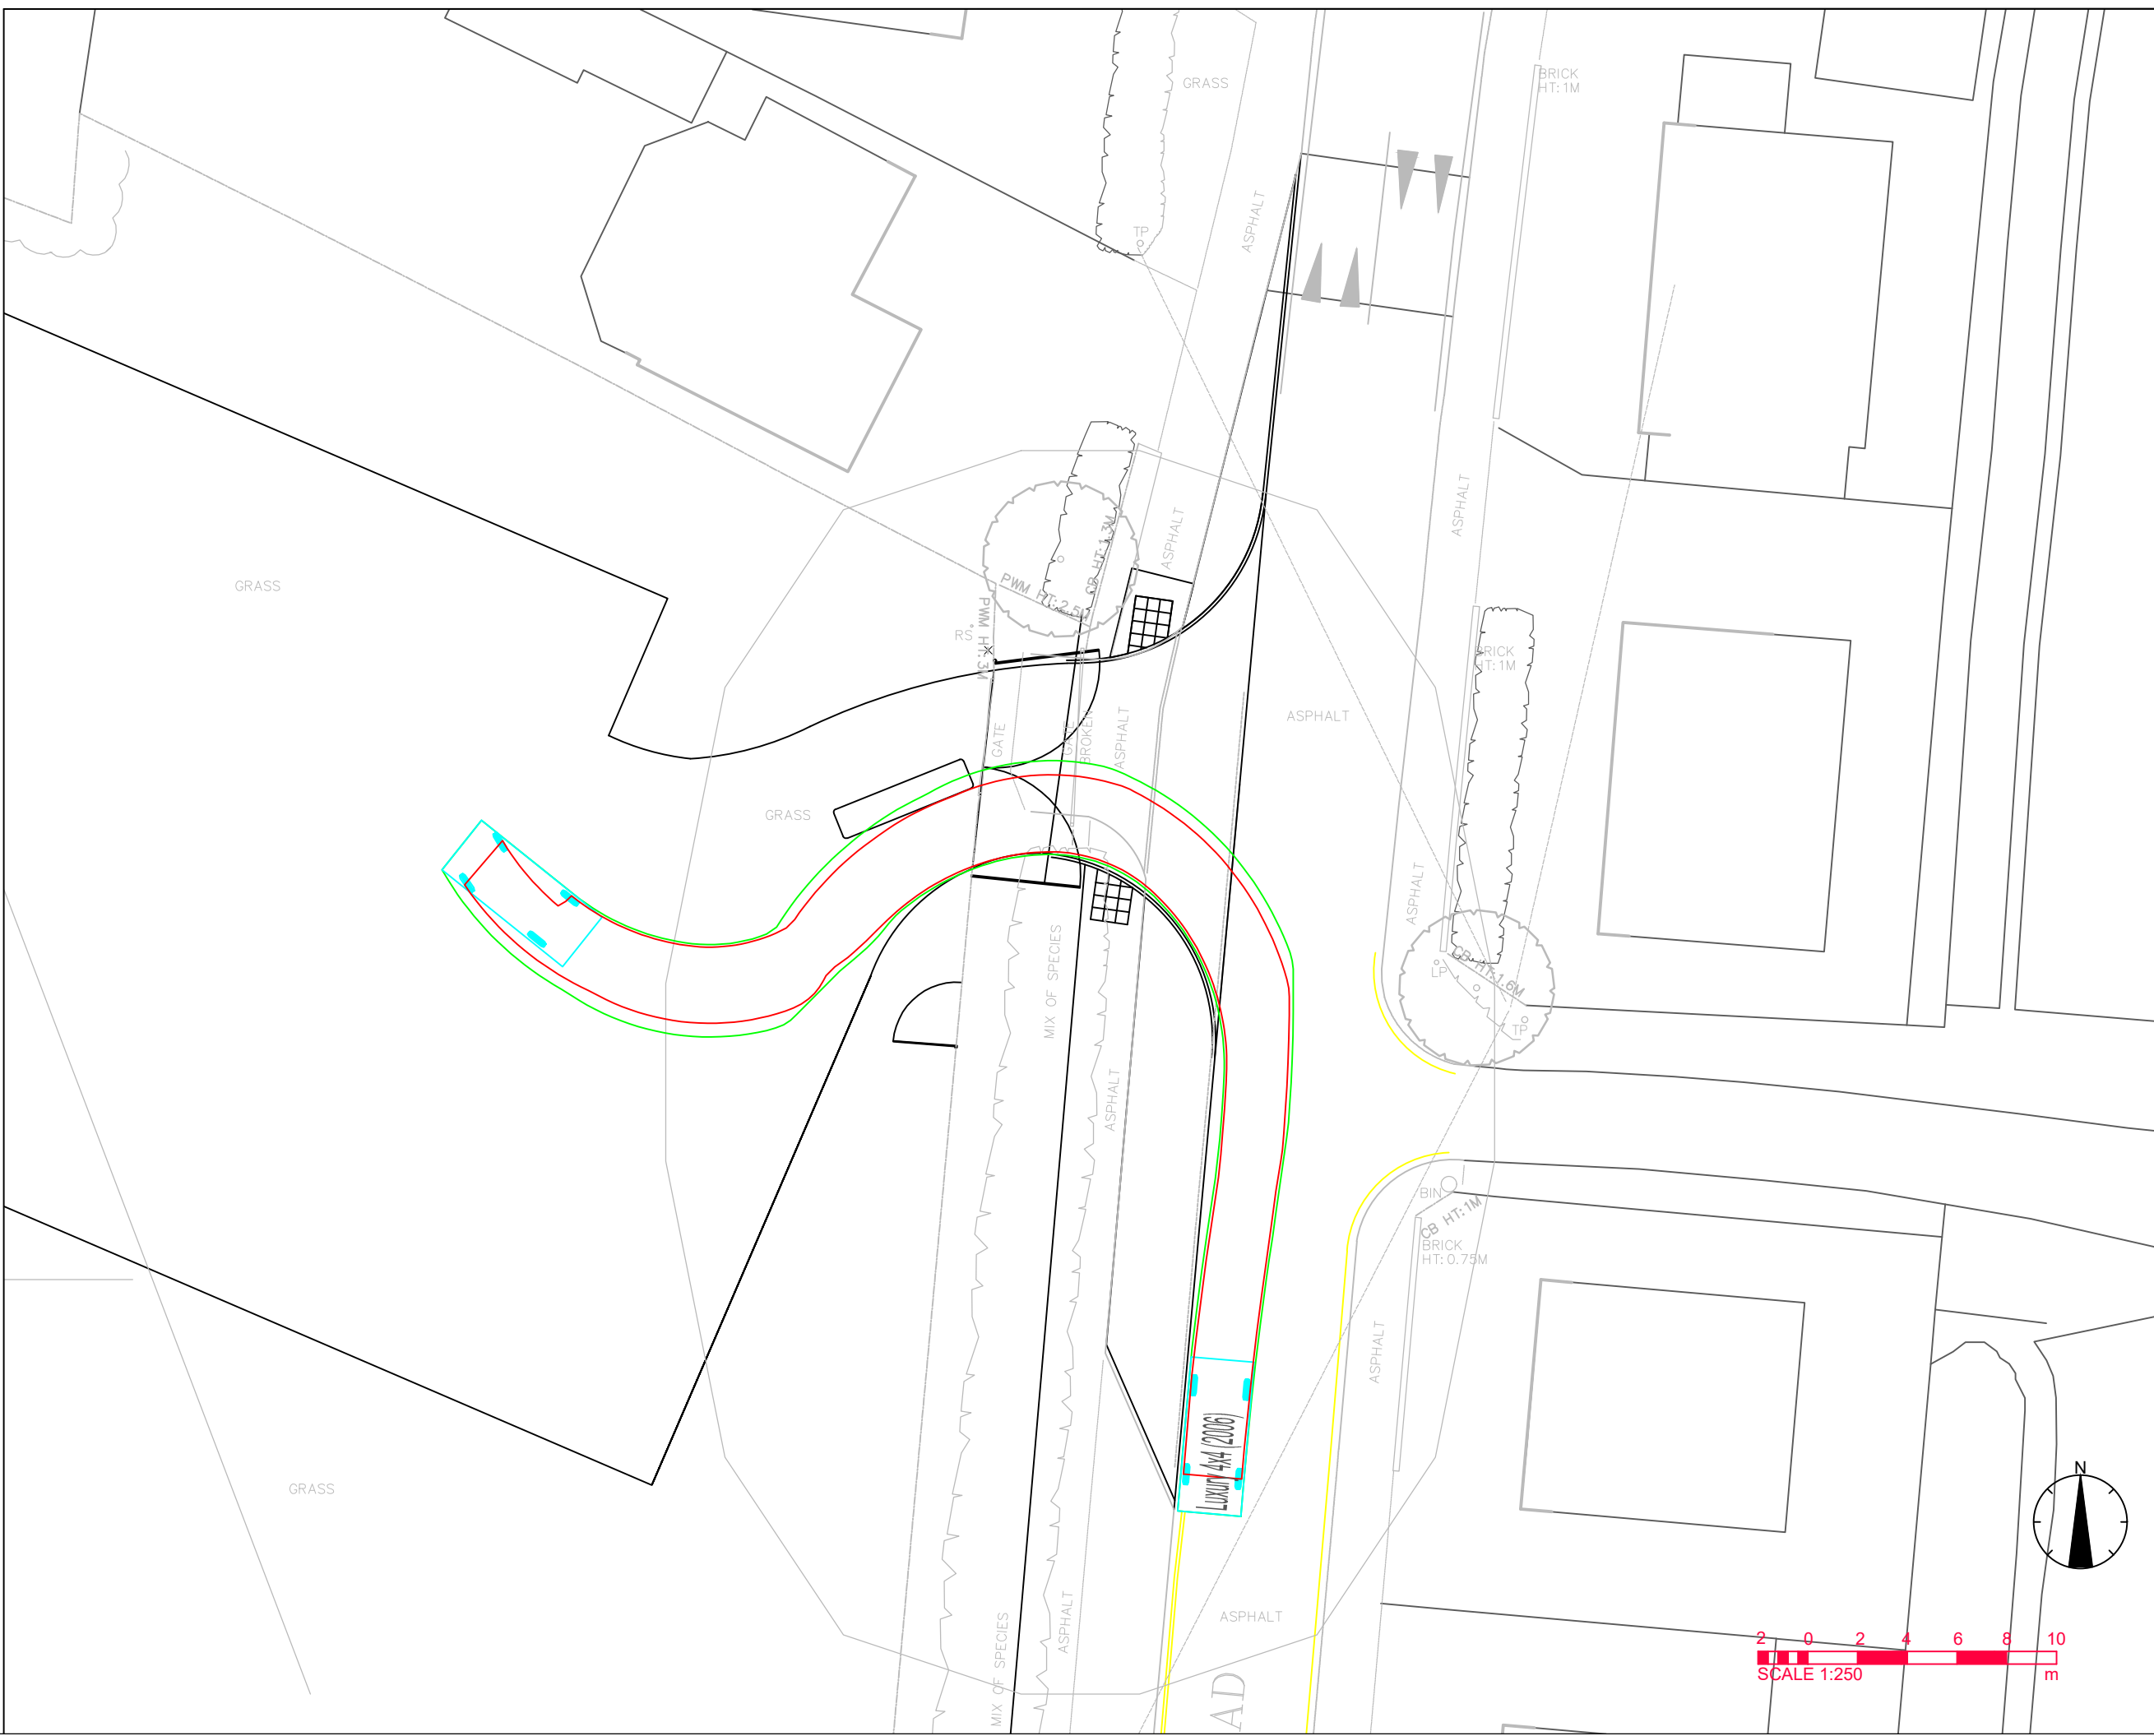 GRASS
BRICK
HT:1M
ASPHALT
TP
ASPHALT
ASPHALT
CB HT:1.3M
GRASS
PWM HT:2.5M
PWM HT:3M
RS
BRICK
HT:1M
ASPHALT
GATE
GATE
BROKEN
ASPHALT
GRASS
ASPHALT
CB HT:1.6M
LP
MIX OF SPECIES
TP
ASPHALT
BIN
CB HT:1M
BRICK
HT:0.75M
ASPHALT
Luxury 4x4 (2006)
GRASS
N
ASPHALT
ASPHALT
MIX OF SPECIES
AD
2 0 2 4 6 8 10
SCALE 1:250 m